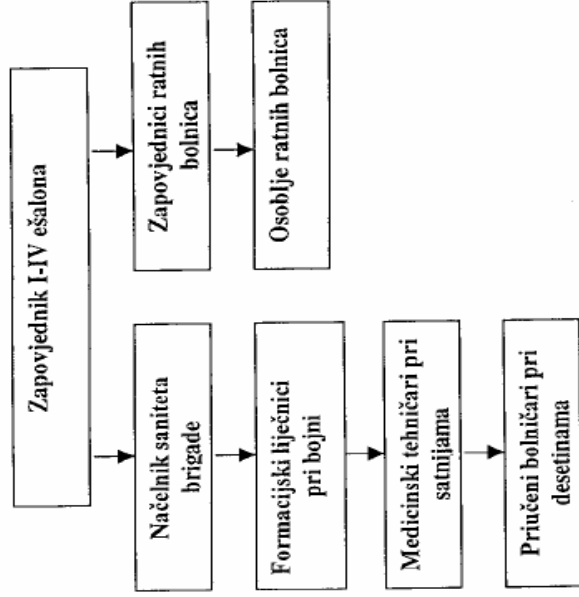 Zapovjednik I-IV ešalona
Načelnik saniteta
brigade
Formacijski liječnici
pri bojni
Medicinski tehničari pri
satnijama
Priučeni bolničari pri
desetinama
Zapovjednici ratnih
bolnica
Osoblje ratnih bolnica